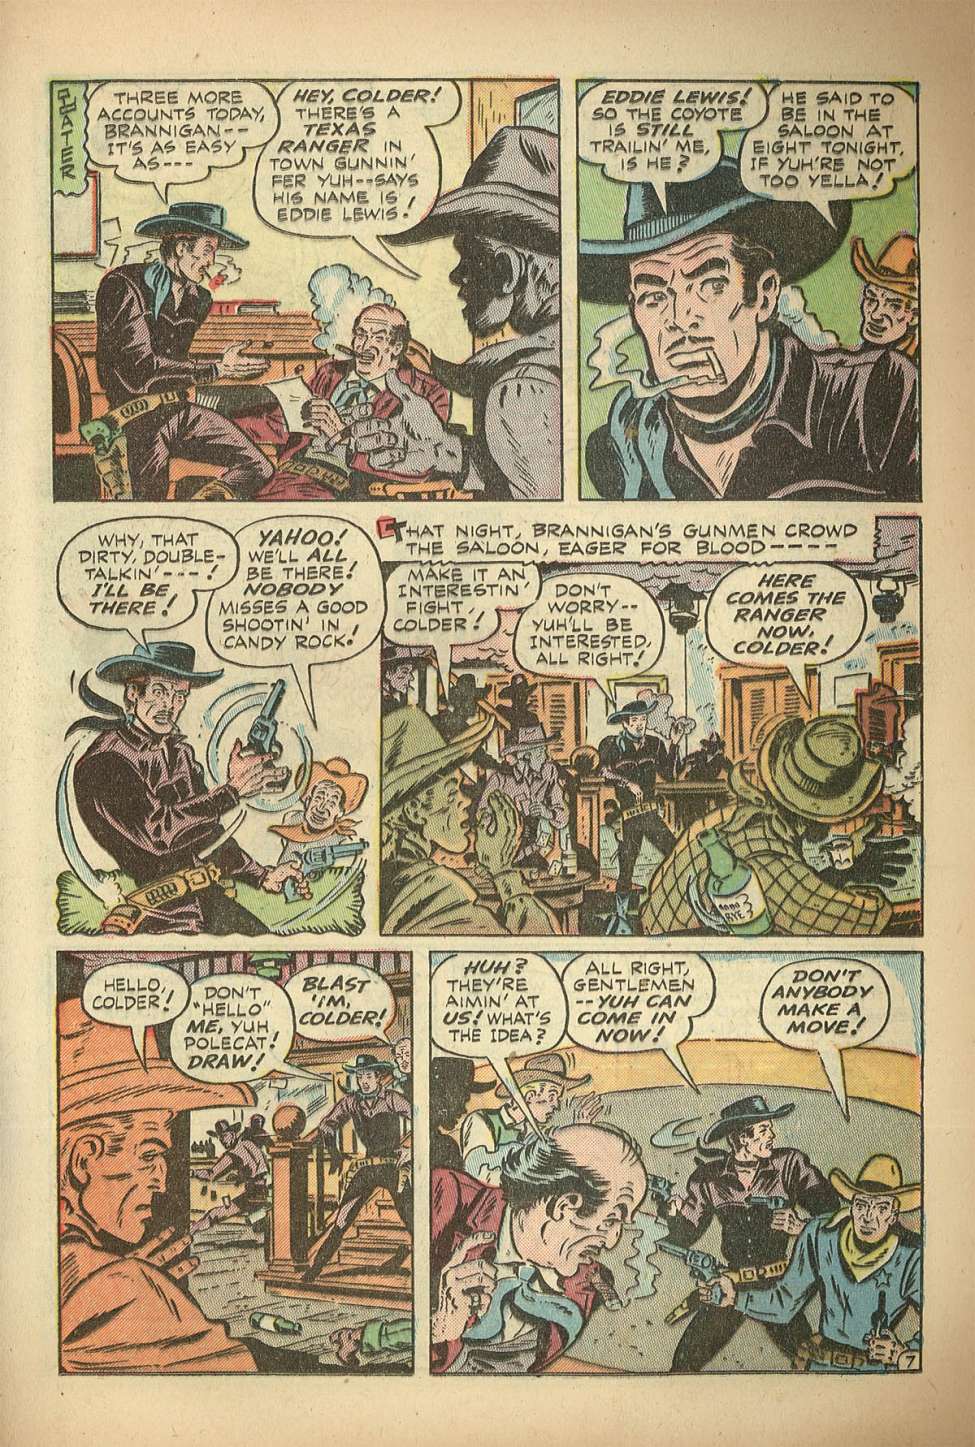 LATER
THREE MORE
ACCOUNTS TODAY,
BRANNIGAN--
IT'S AS EASY
AS---
HEY, COLDER!
THERE'S A
TEXAS
RANGER IN
TOWN GUNNIN'
FER YUH--SAYS
HIS NAME IS
EDDIE LEWIS!
EDDIE LEWIS!
SO THE COYOTE
IS STILL
TRAILIN' ME,
IS HE?
HE SAID TO
BE IN THE
SALOON AT
EIGHT TONIGHT,
IF YUH'RE NOT
TOO YELLA!
WHY, THAT
DIRTY, DOUBLE-
TALKIN'---!
I'LL BE
THERE!
YAHOO!
WE'LL ALL
BE THERE!
NOBODY
MISSES A GOOD
SHOOTIN' IN
CANDY ROCK!
THAT NIGHT, BRANNIGAN'S GUNMEN CROWD
THE SALOON, EAGER FOR BLOOD----
MAKE IT AN
INTERESTIN'
FIGHT,
COLDER!
DON'T
WORRY--
YUH'LL BE
INTERESTED,
ALL RIGHT!
HERE
COMES THE
RANGER
NOW,
COLDER!
RYE
HELLO,
COLDER!
DON'T
"HELLO"
ME, YUH
POLECAT!
DRAW!
BLAST
'IM,
COLDER!
HUH?
THEY'RE
AIMIN' AT
US! WHAT'S
THE IDEA?
ALL RIGHT,
GENTLEMEN
--YUH CAN
COME IN
NOW!
DON'T
ANYBODY
MAKE A
MOVE!
7